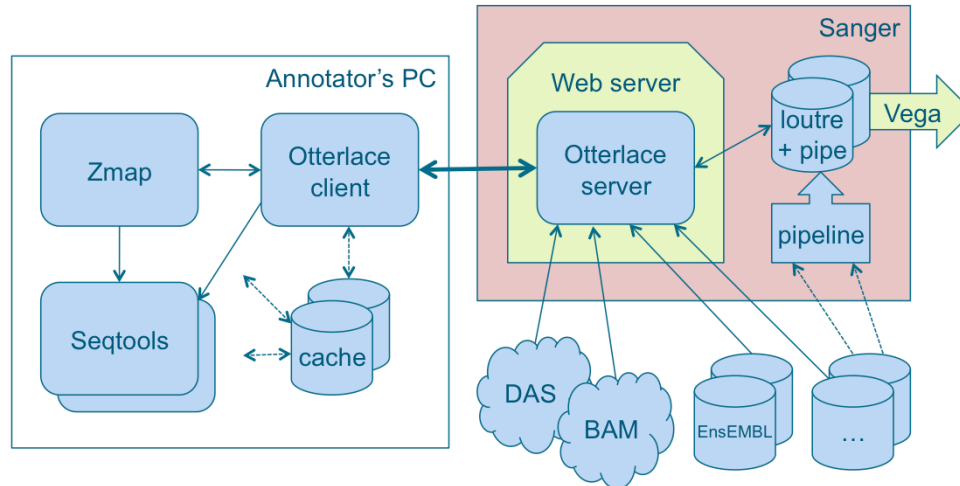 Sanger
Annotator's PC
Web server
Zmap
Otterlace
client
Otterlace
server
loutre
+ pipe
Vega
pipeline
Seqtools
cache
DAS
BAM
EnsEMBL
...